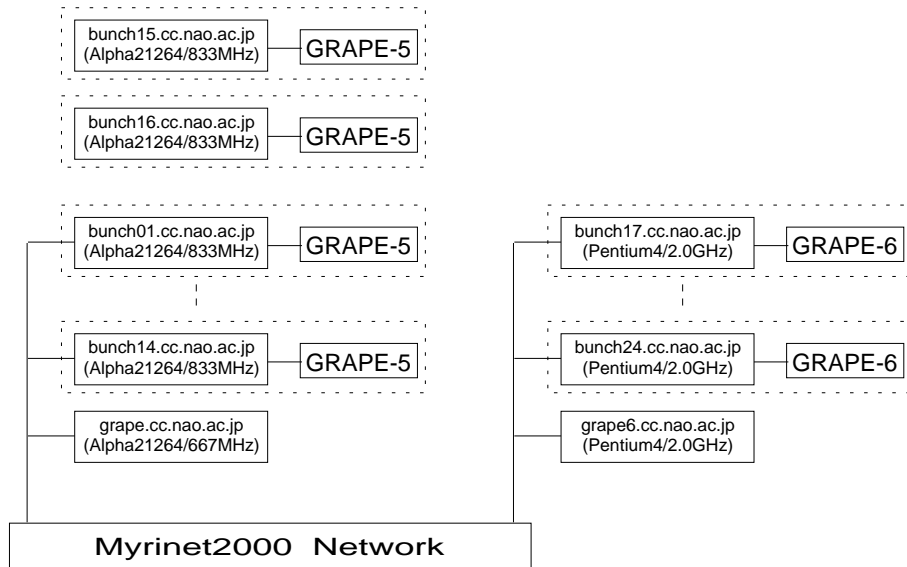 bunch15.cc.nao.ac.jp
(Alpha21264/833MHz)
GRAPE-5
bunch16.cc.nao.ac.jp
(Alpha21264/833MHz)
GRAPE-5
bunch01.cc.nao.ac.jp
(Alpha21264/833MHz)
GRAPE-5
bunch14.cc.nao.ac.jp
(Alpha21264/833MHz)
GRAPE-5
grape.cc.nao.ac.jp
(Alpha21264/667MHz)
bunch17.cc.nao.ac.jp
(Pentium4/2.0GHz)
GRAPE-6
bunch24.cc.nao.ac.jp
(Pentium4/2.0GHz)
GRAPE-6
grape6.cc.nao.ac.jp
(Pentium4/2.0GHz)
Myrinet2000 Network